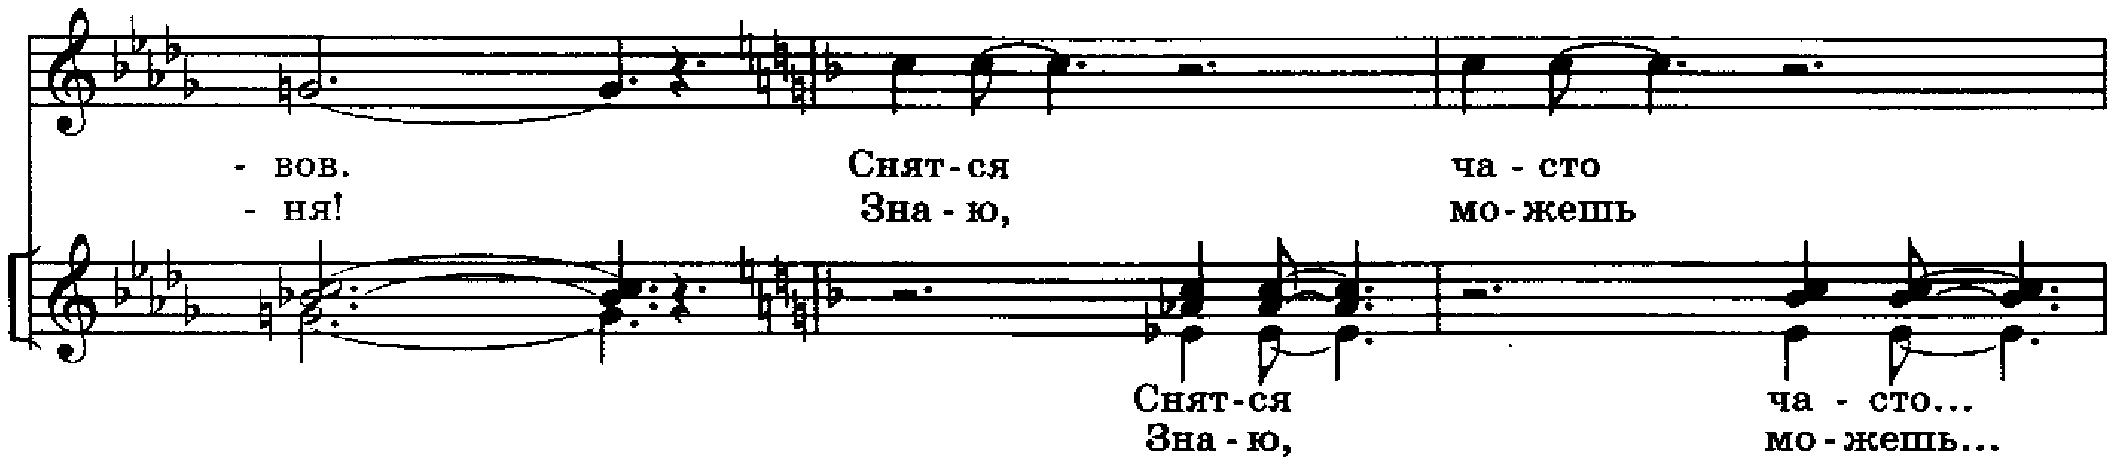 - вов. Снят-ся ча - сто
- ня! Зна - ю, мо-жешь
Снят-ся ча - сто...
Зна - ю, мо-жешь...